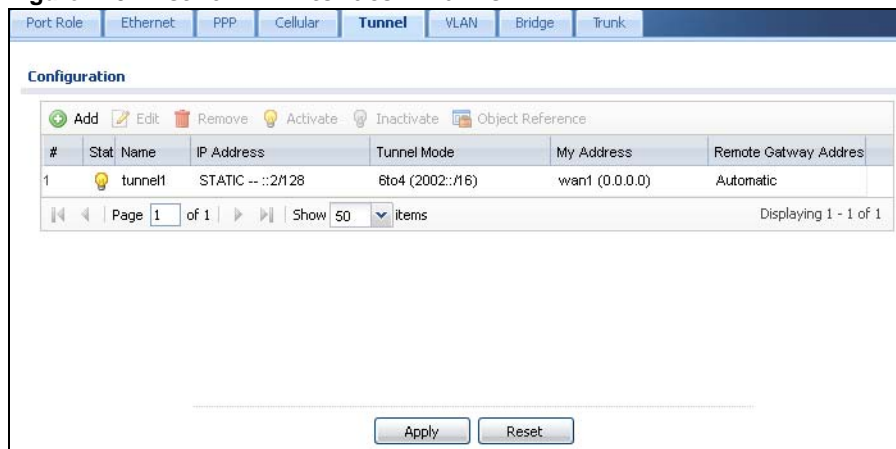 Port Role Ethernet PPP Cellular Tunnel VLAN Bridge Trunk
Configuration
Add Edit Remove Activate Inactivate Object Reference
# Stat Name IP Address Tunnel Mode My Address Remote Gatway Addres
1 tunnel1 STATIC -- ::2/128 6to4 (2002::/16) wan1 (0.0.0.0) Automatic
Page 1 of 1 Show 50 items Displaying 1 - 1 of 1
Apply Reset